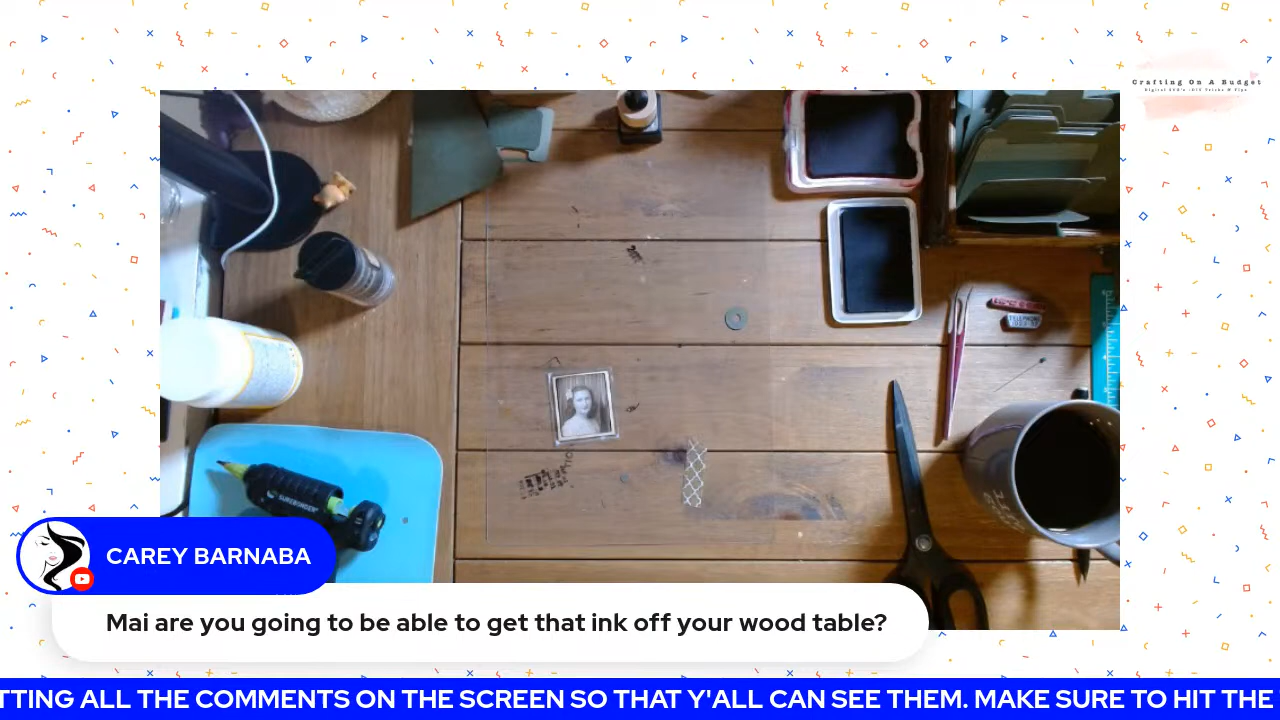 Crafting On A Budget
SUREBONDER
CAREY BARNABA
Mai are you going to be able to get that ink off your wood table?
TTING ALL THE COMMENTS ON THE SCREEN SO THAT Y'ALL CAN SEE THEM. MAKE SURE TO HIT THE